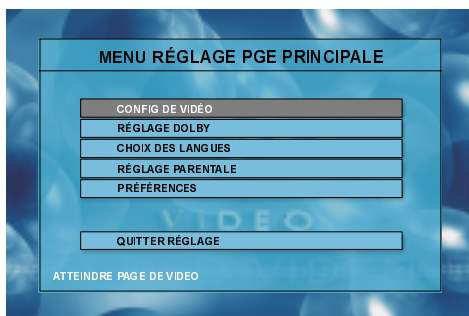 MENU RÉGLAGE PGE PRINCIPALE
CONFIG DE VIDÉO
RÉGLAGE DOLBY
CHOIX DES LANGUES
RÉGLAGE PARENTALE
PRÉFÉRENCES
VIDEO
QUITTER RÉGLAGE
ATTEINDRE PAGE DE VIDEO